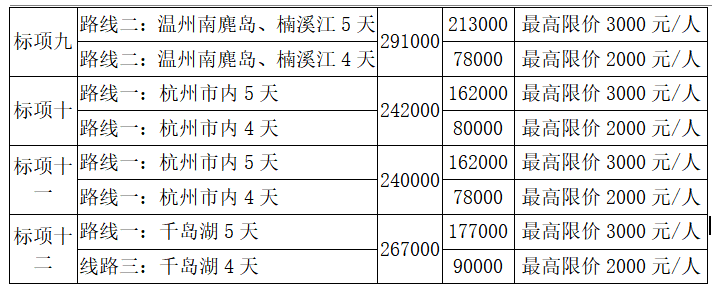 标项九 路线二：温州南麂岛、楠溪江 5 天 291000 213000 最高限价 3000 元/人
路线二：温州南麂岛、楠溪江 4 天 78000 最高限价 2000 元/人
标项十 路线一：杭州市内 5 天 242000 162000 最高限价 3000 元/人
路线一：杭州市内 4 天 80000 最高限价 2000 元/人
标项十一 路线一：杭州市内 5 天 240000 162000 最高限价 3000 元/人
路线一：杭州市内 4 天 78000 最高限价 2000 元/人
标项十二 路线一：千岛湖 5 天 267000 177000 最高限价 3000 元/人
线路三：千岛湖 4 天 90000 最高限价 2000 元/人